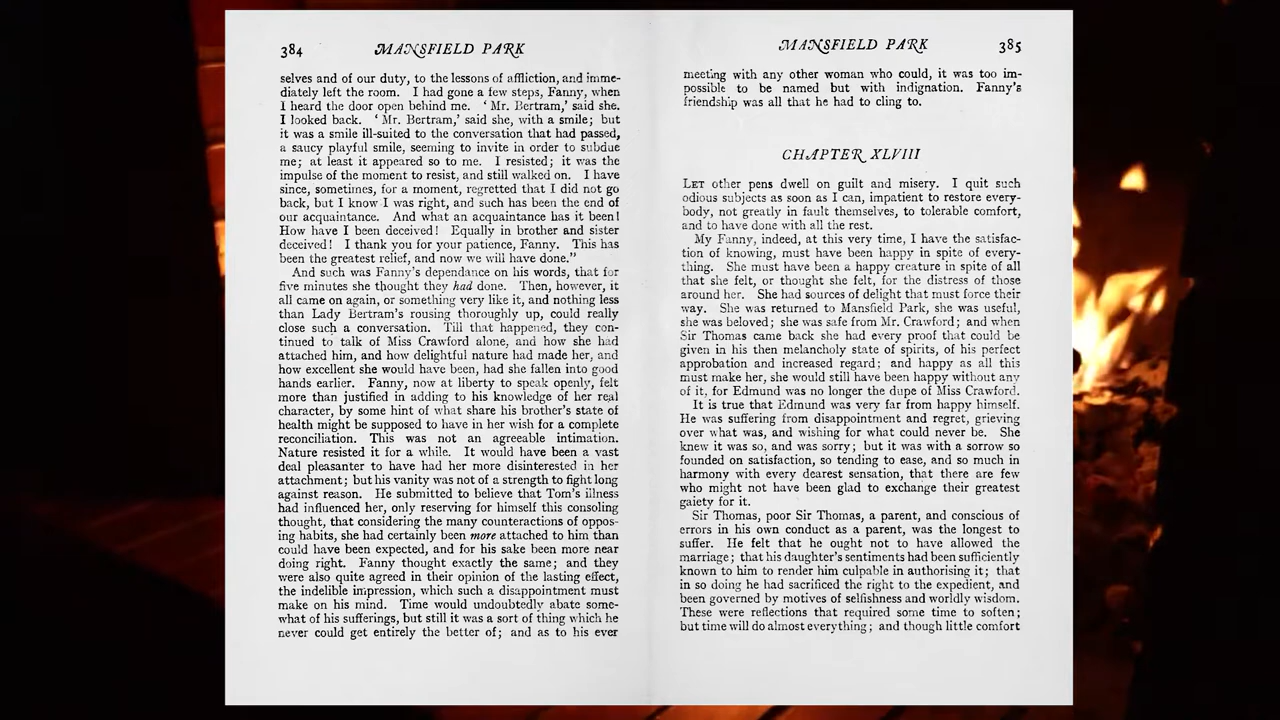 384 MANSFIELD PARK
selves and of our duty, to the lessons of affliction, and imme-
diately left the room. I had gone a few steps, Fanny, when
I heard the door open behind me. ‘Mr. Bertram,’ said she.
I looked back. ‘Mr. Bertram,’ said she, with a smile; but
it was a smile ill-suited to the conversation that had passed,
a saucy playful smile, seeming to invite in order to subdue
me; at least it appeared so to me. I resisted; it was the
impulse of the moment to resist, and still walked on. I have
since, sometimes, for a moment, regretted that I did not go
back, but I know I was right, and such has been the end of
our acquaintance. And what an acquaintance has it been!
How have I been deceived! Equally in brother and sister
deceived! I thank you for your patience, Fanny. This has
been the greatest relief, and now we will have done.”
And such was Fanny's dependance on his words, that for
five minutes she thought they had done. Then, however, it
all came on again, or something very like it, and nothing less
than Lady Bertram's rousing thoroughly up, could really
close such a conversation. Till that happened, they con-
tinued to talk of Miss Crawford alone, and how she had
attached him, and how delightful nature had made her, and
how excellent she would have been, had she fallen into good
hands earlier. Fanny, now at liberty to speak openly, felt
more than justified in adding to his knowledge of her real
character, by some hint of what share his brother's state of
health might be supposed to have in her wish for a complete
reconciliation. This was not an agreeable intimation.
Nature resisted it for a while. It would have been a vast
deal pleasanter to have had her more disinterested in her
attachment; but his vanity was not of a strength to fight long
against reason. He submitted to believe that Tom's illness
had influenced her, only reserving for himself this consoling
thought, that considering the many counteractions of oppos-
ing habits, she had certainly been more attached to him than
could have been expected, and for his sake been more near
doing right. Fanny thought exactly the same; and they
were also quite agreed in their opinion of the lasting effect,
the indelible impression, which such a disappointment must
make on his mind. Time would undoubtedly abate some-
what of his sufferings, but still it was a sort of thing which he
never could get entirely the better of; and as to his ever
MANSFIELD PARK 385
meeting with any other woman who could, it was too im-
possible to be named but with indignation. Fanny's
friendship was all that he had to cling to.
CHAPTER XLVIII
LET other pens dwell on guilt and misery. I quit such
odious subjects as soon as I can, impatient to restore every-
body, not greatly in fault themselves, to tolerable comfort,
and to have done with all the rest.
My Fanny, indeed, at this very time, I have the satisfac-
tion of knowing, must have been happy in spite of every-
thing. She must have been a happy creature in spite of all
that she felt, or thought she felt, for the distress of those
around her. She had sources of delight that must force their
way. She was returned to Mansfield Park, she was useful,
she was beloved; she was safe from Mr. Crawford; and when
Sir Thomas came back she had every proof that could be
given in his then melancholy state of spirits, of his perfect
approbation and increased regard; and happy as all this
must make her, she would still have been happy without any
of it, for Edmund was no longer the dupe of Miss Crawford.
It is true that Edmund was very far from happy himself.
He was suffering from disappointment and regret, grieving
over what was, and wishing for what could never be. She
knew it was so, and was sorry; but it was with a sorrow so
founded on satisfaction, so tending to ease, and so much in
harmony with every dearest sensation, that there are few
who might not have been glad to exchange their greatest
gaiety for it.
Sir Thomas, poor Sir Thomas, a parent, and conscious of
errors in his own conduct as a parent, was the longest to
suffer. He felt that he ought not to have allowed the
marriage; that his daughter's sentiments had been sufficiently
known to him to render him culpable in authorising it; that
in so doing he had sacrificed the right to the expedient, and
been governed by motives of selfishness and worldly wisdom.
These were reflections that required some time to soften;
but time will do almost everything; and though little comfort